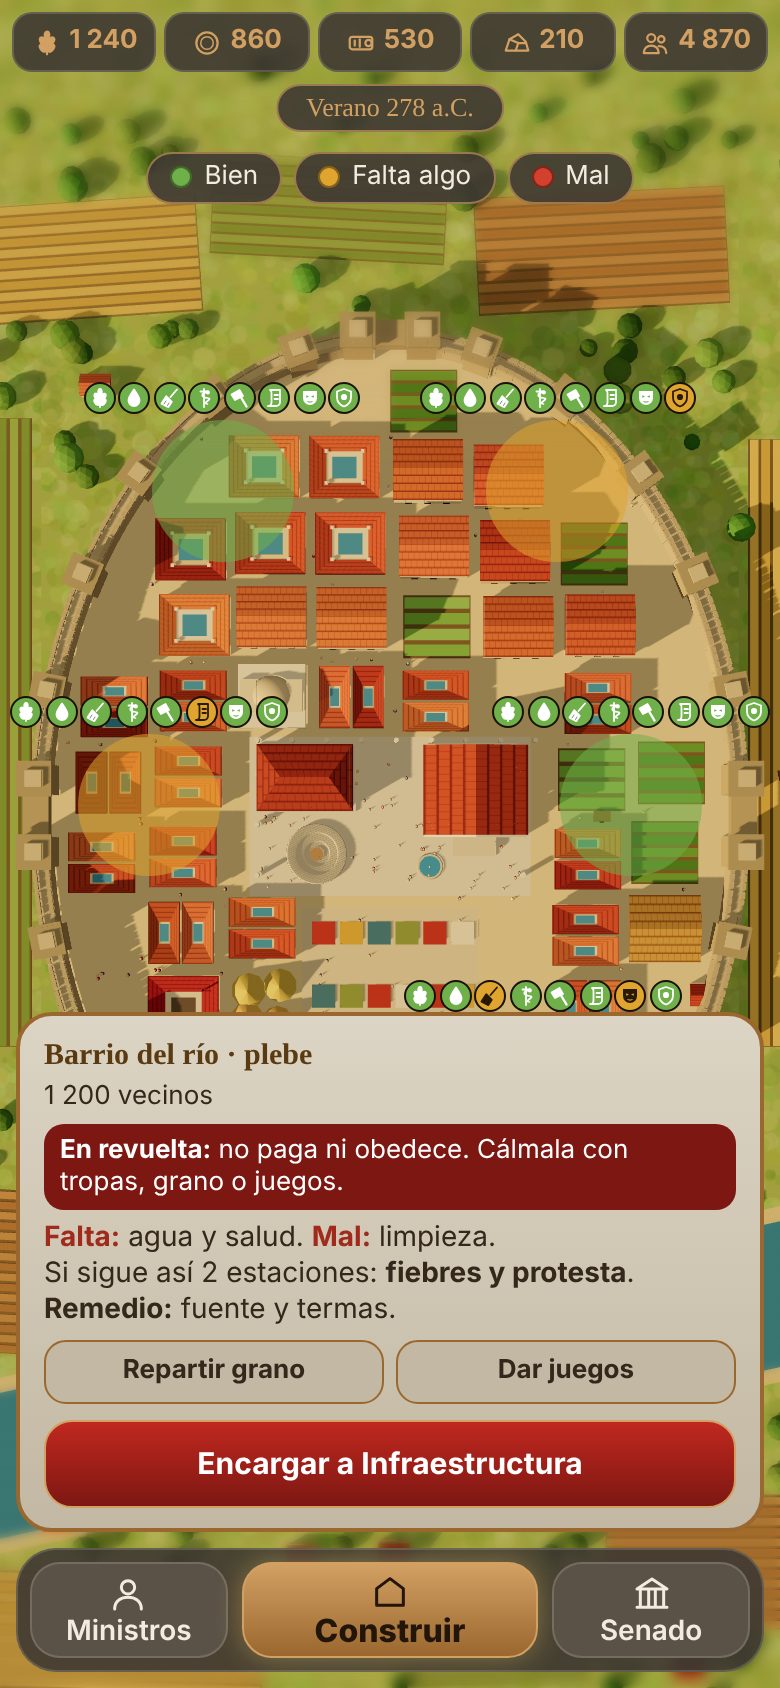 1 240 860 530 210 4 870
Verano 278 a.C.
Bien Falta algo Mal
Barrio del río · plebe
1 200 vecinos
En revuelta: no paga ni obedece. Cálmala con
tropas, grano o juegos.
Falta: agua y salud. Mal: limpieza.
Si sigue así 2 estaciones: fiebres y protesta.
Remedio: fuente y termas.
Repartir grano Dar juegos
Encargar a Infraestructura
Ministros Construir Senado